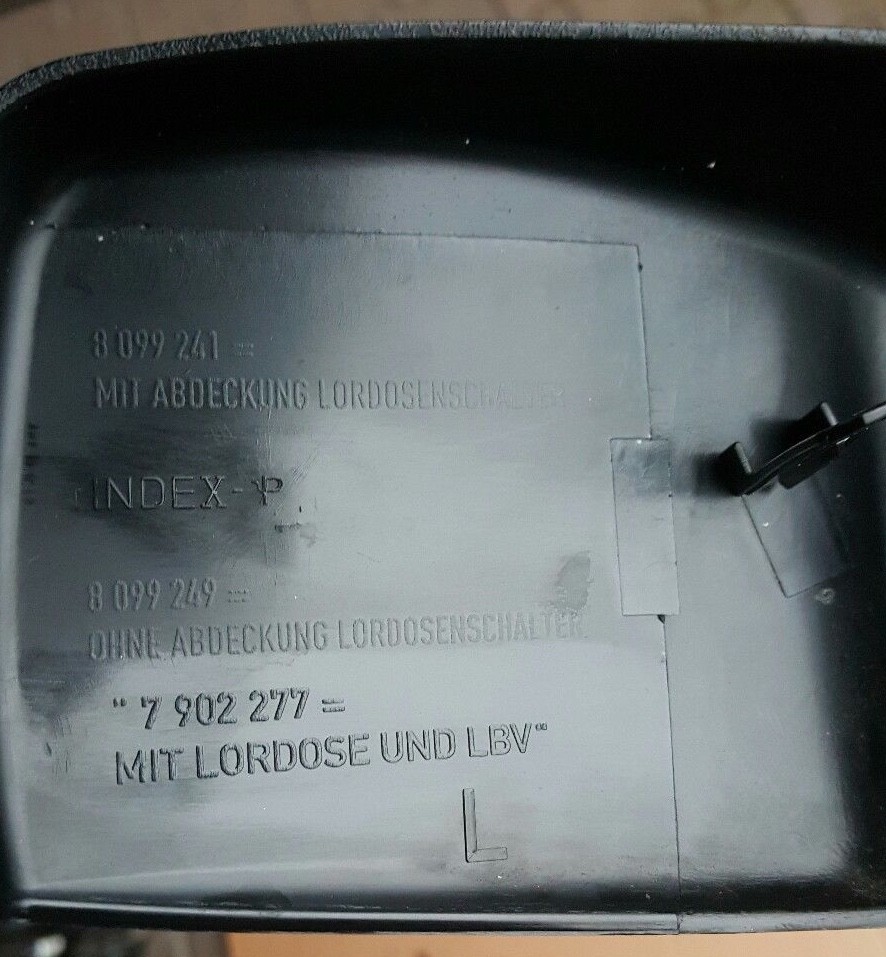 8 099 241 =
MIT ABDECKUNG LORDOSENSCHALTER
INDEX-
8 099 249 =
OHNE ABDECKUNG LORDOSENSCHALTER
" 7 902 277 =
MIT LORDOSE UND LBV"
L